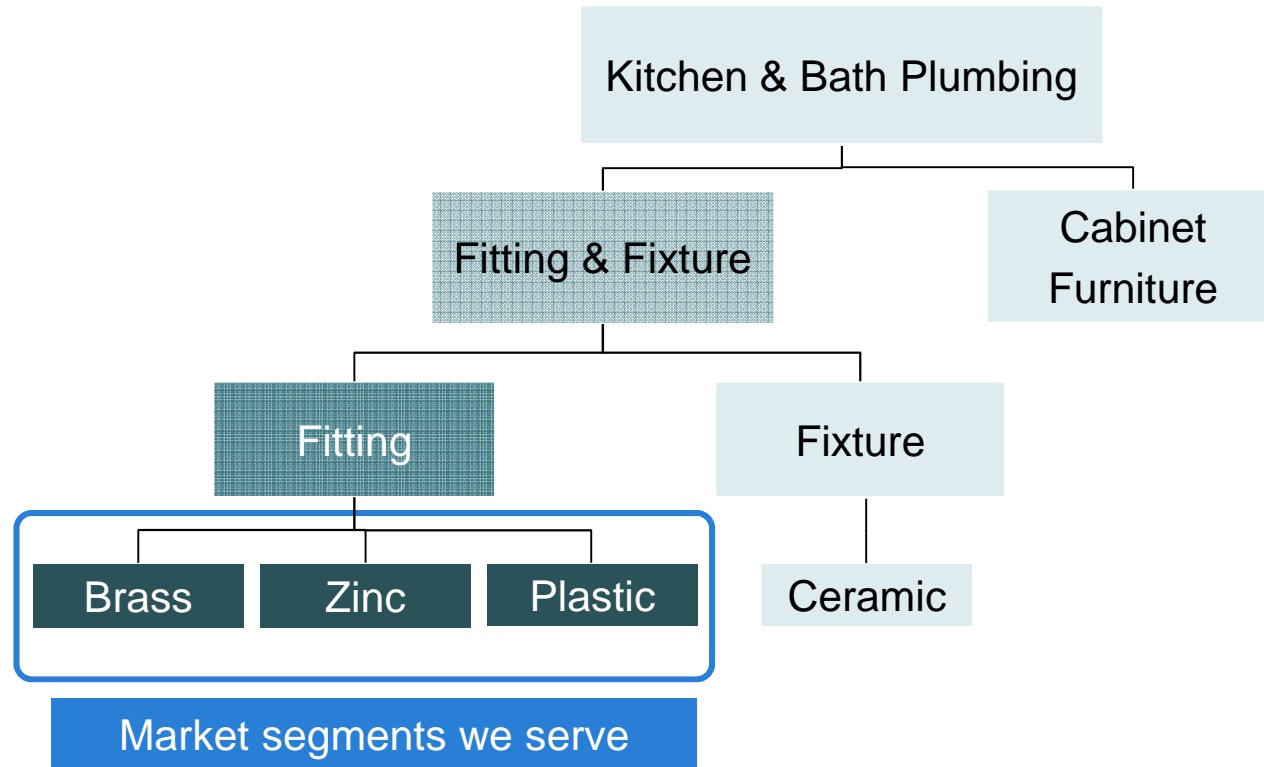 Kitchen & Bath Plumbing
Fitting & Fixture
Cabinet
Furniture
Fitting
Fixture
Brass
Zinc
Plastic
Ceramic
Market segments we serve